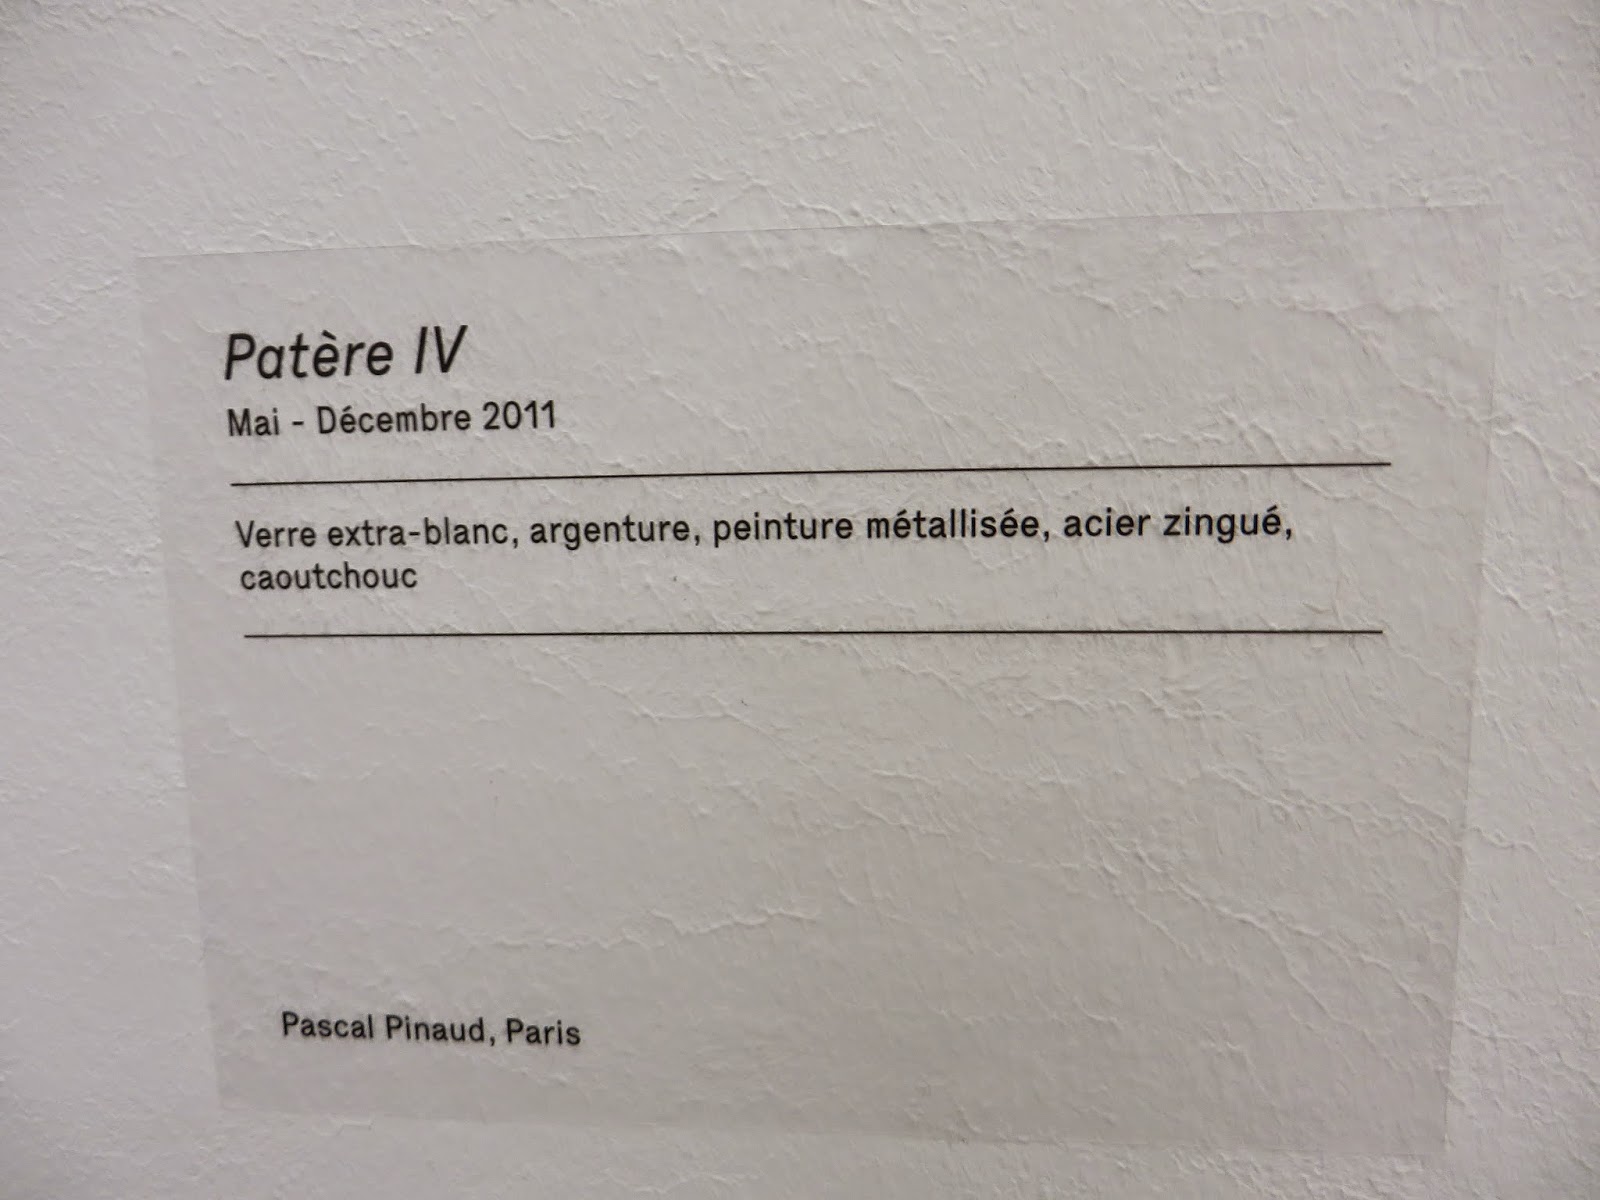 Patère IV
Mai - Décembre 2011
Verre extra-blanc, argenture, peinture métallisée, acier zingué,
caoutchouc
Pascal Pinaud, Paris